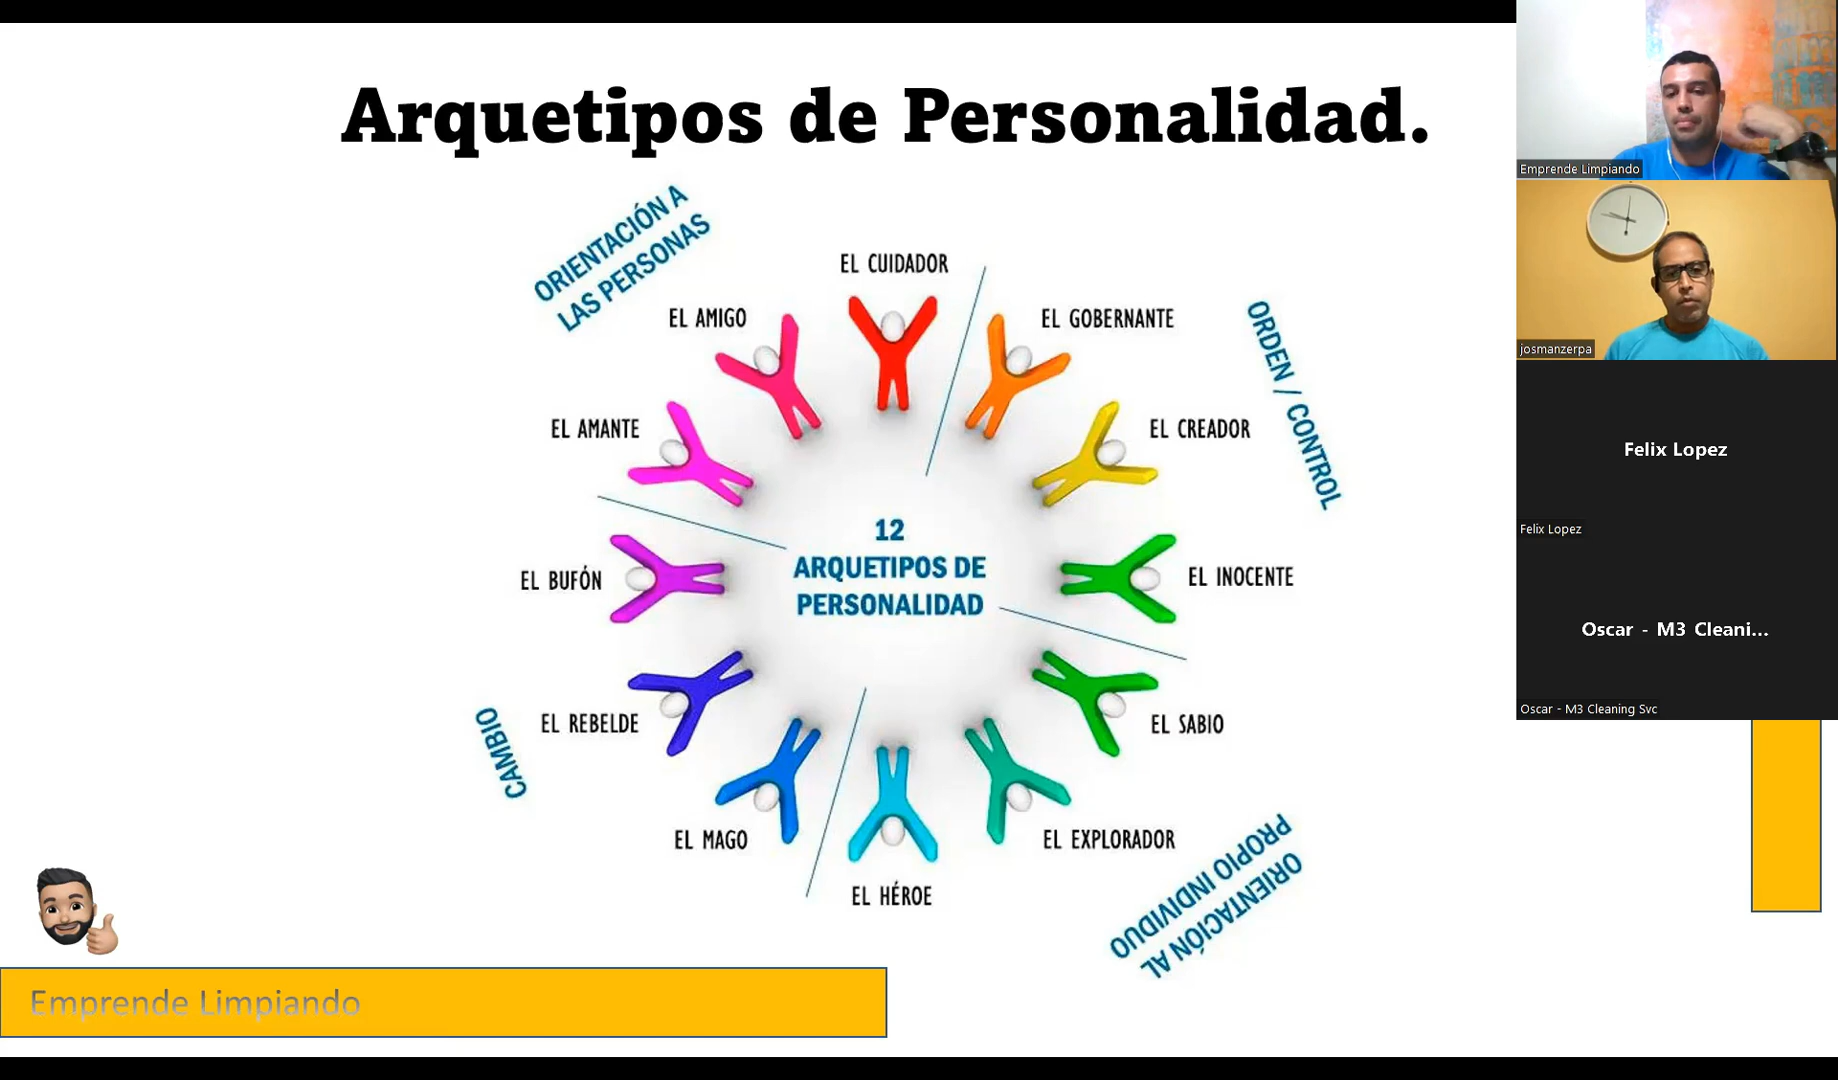 Arquetipos de Personalidad.
ORIENTACIÓN A
LAS PERSONAS
EL CUIDADOR
EL AMIGO
EL GOBERNANTE
EL AMANTE
EL CREADOR
ORDEN / CONTROL
12
ARQUETIPOS DE
PERSONALIDAD
EL BUFÓN
EL INOCENTE
EL REBELDE
EL SABIO
CAMBIO
EL MAGO
EL EXPLORADOR
EL HÉROE
ORIENTACIÓN AL
PROPIO INDIVIDUO
Emprende Limpiando
Emprende Limpiando
josmanzerpa
Felix Lopez
Felix Lopez
Oscar - M3 Cleani...
Oscar - M3 Cleaning Svc